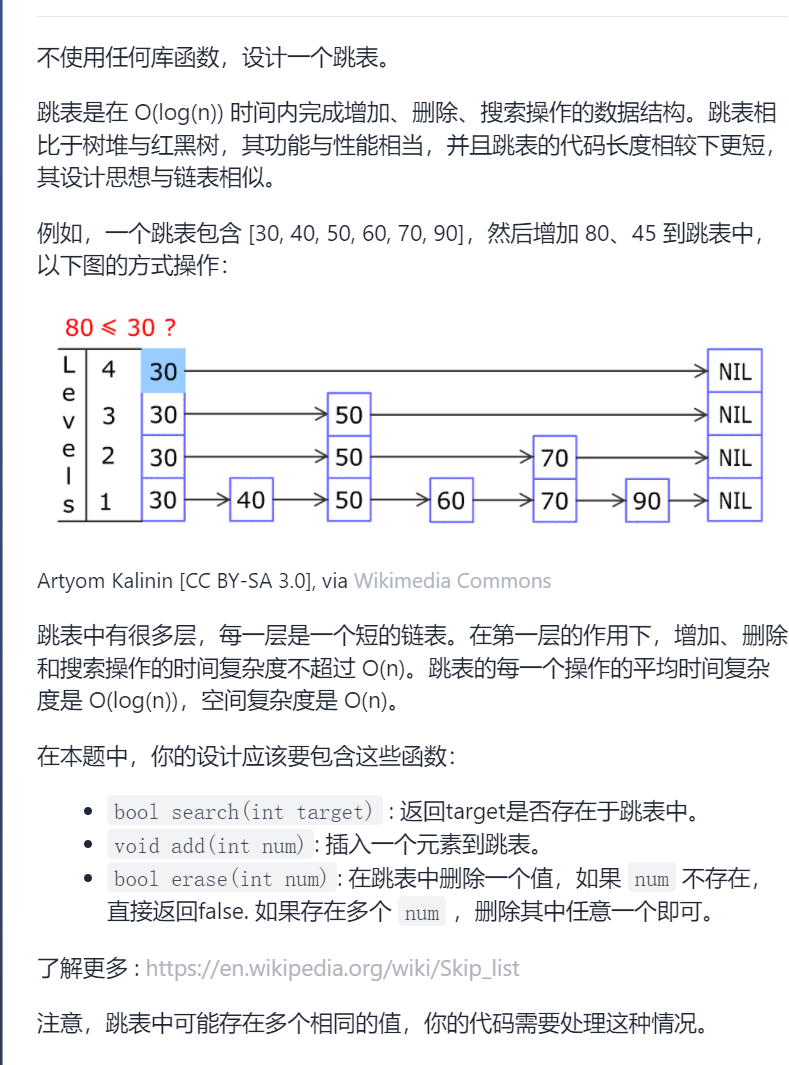 不使用任何库函数，设计一个跳表。
跳表是在 O(log(n)) 时间内完成增加、删除、搜索操作的数据结构。跳表相
比于树堆与红黑树，其功能与性能相当，并且跳表的代码长度相较下更短，
其设计思想与链表相似。
例如，一个跳表包含 [30, 40, 50, 60, 70, 90]，然后增加 80、45 到跳表中，
以下图的方式操作：
80 ≤ 30 ?
Levels
4 30 NIL
3 30 50 NIL
2 30 50 70 NIL
1 30 40 50 60 70 90 NIL
Artyom Kalinin [CC BY-SA 3.0], via Wikimedia Commons
跳表中有很多层，每一层是一个短的链表。在第一层的作用下，增加、删除
和搜索操作的时间复杂度不超过 O(n)。跳表的每一个操作的平均时间复杂
度是 O(log(n))，空间复杂度是 O(n)。
在本题中，你的设计应该要包含这些函数：
• bool search(int target) : 返回target是否存在于跳表中。
• void add(int num) : 插入一个元素到跳表。
• bool erase(int num) : 在跳表中删除一个值，如果 num 不存在，
直接返回false. 如果存在多个 num ，删除其中任意一个即可。
了解更多 : https://en.wikipedia.org/wiki/Skip_list
注意，跳表中可能存在多个相同的值，你的代码需要处理这种情况。